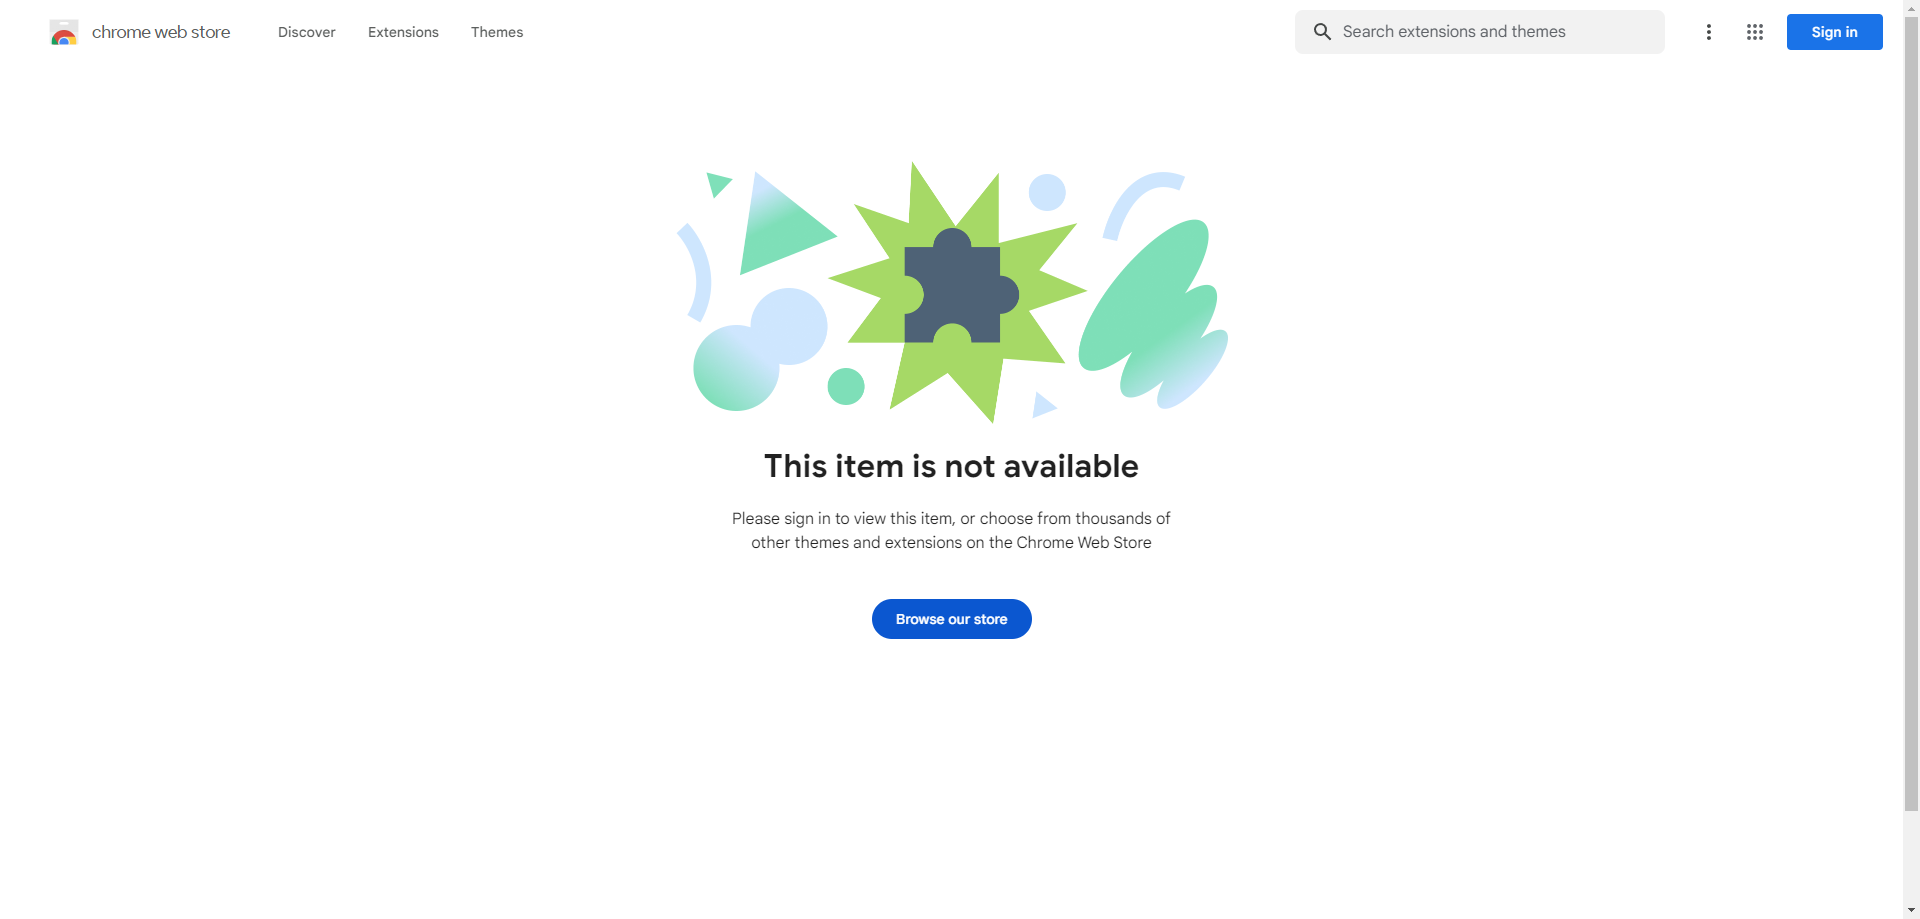 chrome web store
Discover
Extensions
Themes
Search extensions and themes
Sign in
This item is not available
Please sign in to view this item, or choose from thousands of
other themes and extensions on the Chrome Web Store
Browse our store